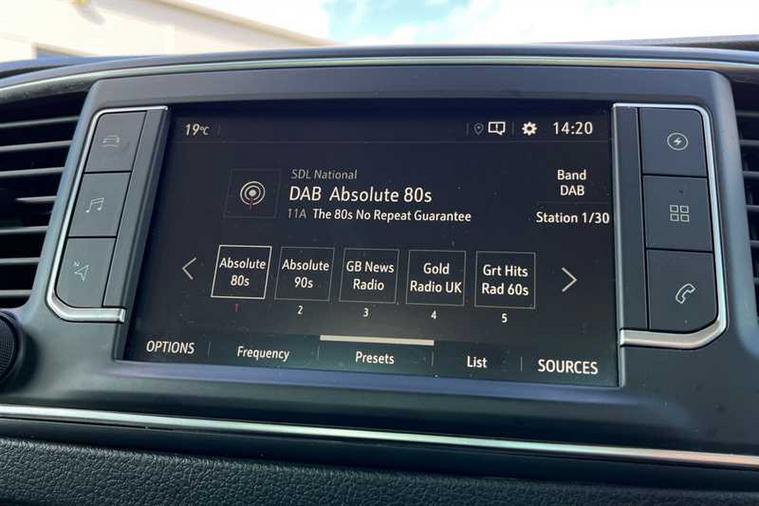 19°C
14:20
SDL National
DAB Absolute 80s
11A The 80s No Repeat Guarantee
Band
DAB
Station 1/30
Absolute
80s
Absolute
90s
GB News
Radio
Gold
Radio UK
Grt Hits
Rad 60s
1
2
3
4
5
OPTIONS
Frequency
Presets
List
SOURCES